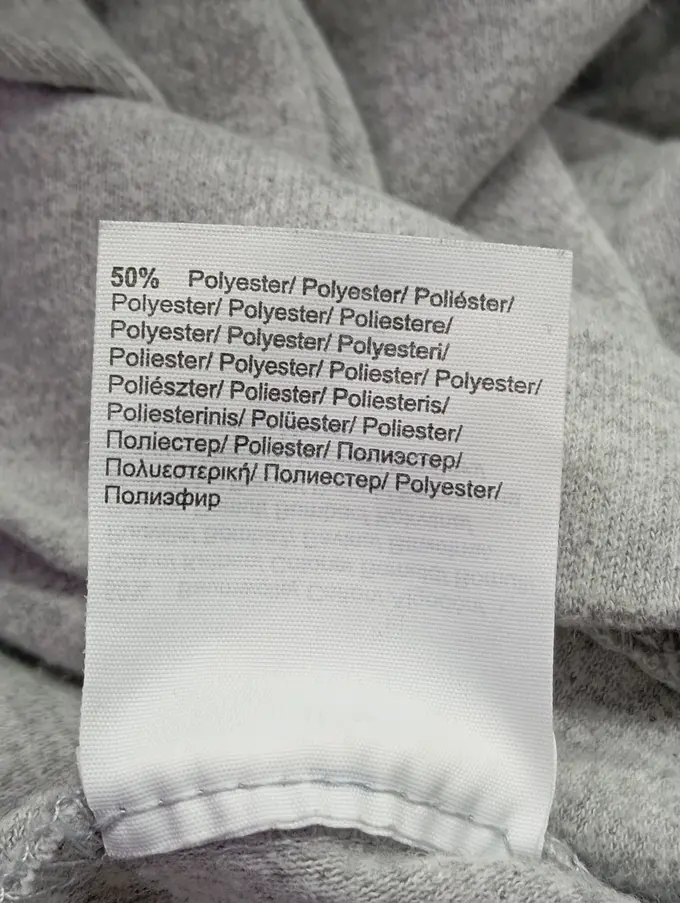 50% Polyester/ Polyester/ Poliéster/
Polyester/ Polyester/ Poliestere/
Polyester/ Polyester/ Polyesteri/
Poliester/ Polyester/ Poliester/ Polyester/
Poliészter/ Poliester/ Poliesteris/
Poliesterinis/ Polüester/ Poliester/
Поліестер/ Poliester/ Полиэстер/
Πολυεστερική/ Полиестер/ Polyester/
Полиэфир